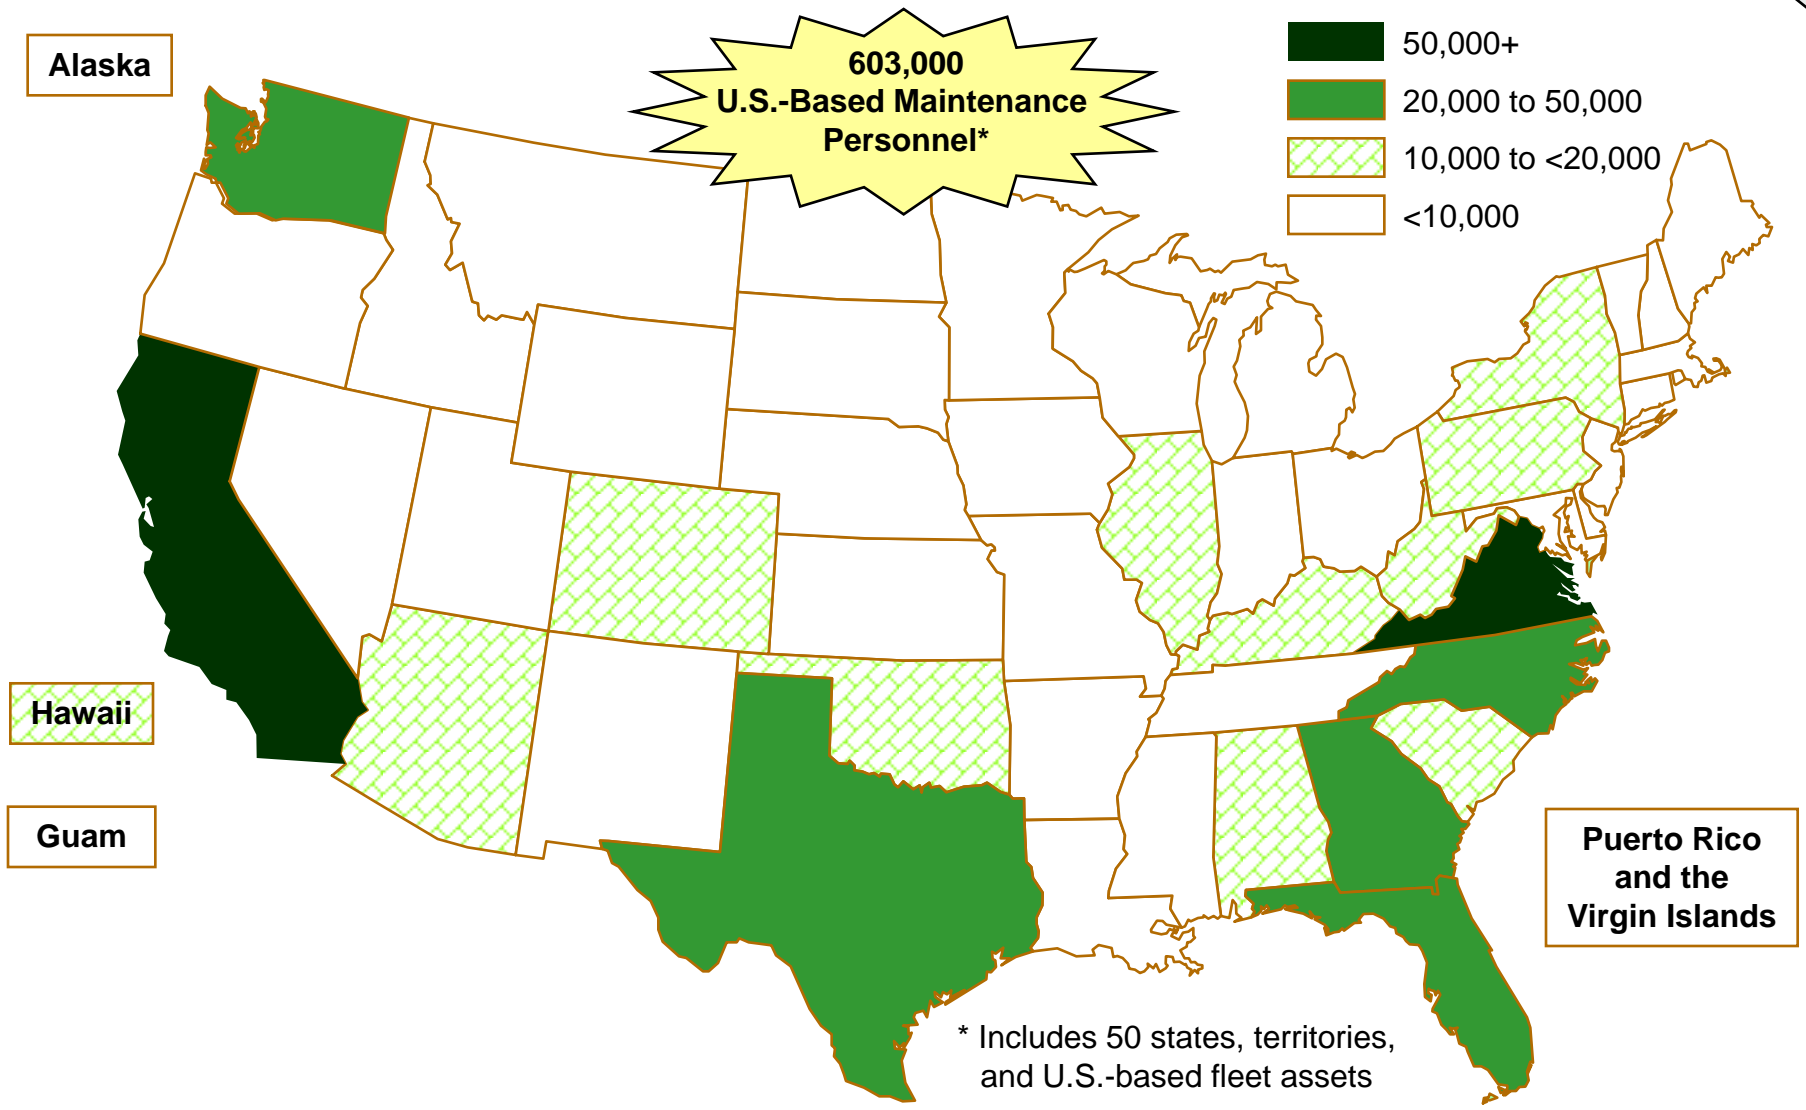 Alaska
603,000
U.S.-Based Maintenance
Personnel*
50,000+
20,000 to 50,000
10,000 to <20,000
<10,000
Hawaii
Guam
Puerto Rico
and the
Virgin Islands
* Includes 50 states, territories,
and U.S.-based fleet assets